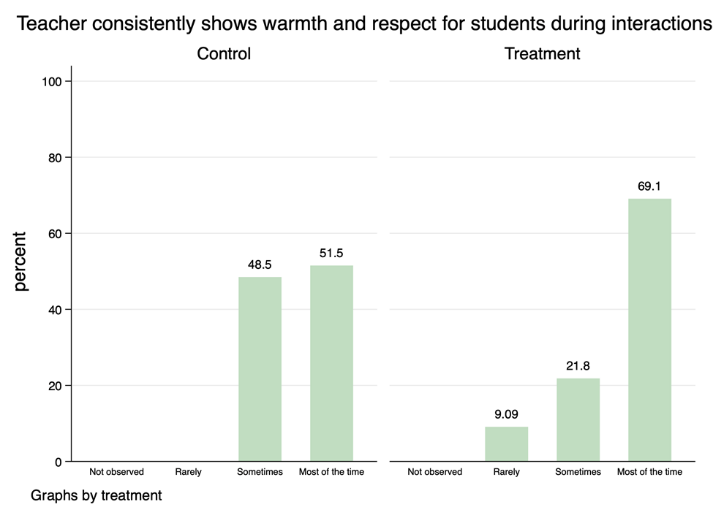 Teacher consistently shows warmth and respect for students during interactions
Control
Treatment
percent
100
80
60
40
20
0
48.5
51.5
9.09
21.8
69.1
Not observed
Rarely
Sometimes
Most of the time
Not observed
Rarely
Sometimes
Most of the time
Graphs by treatment